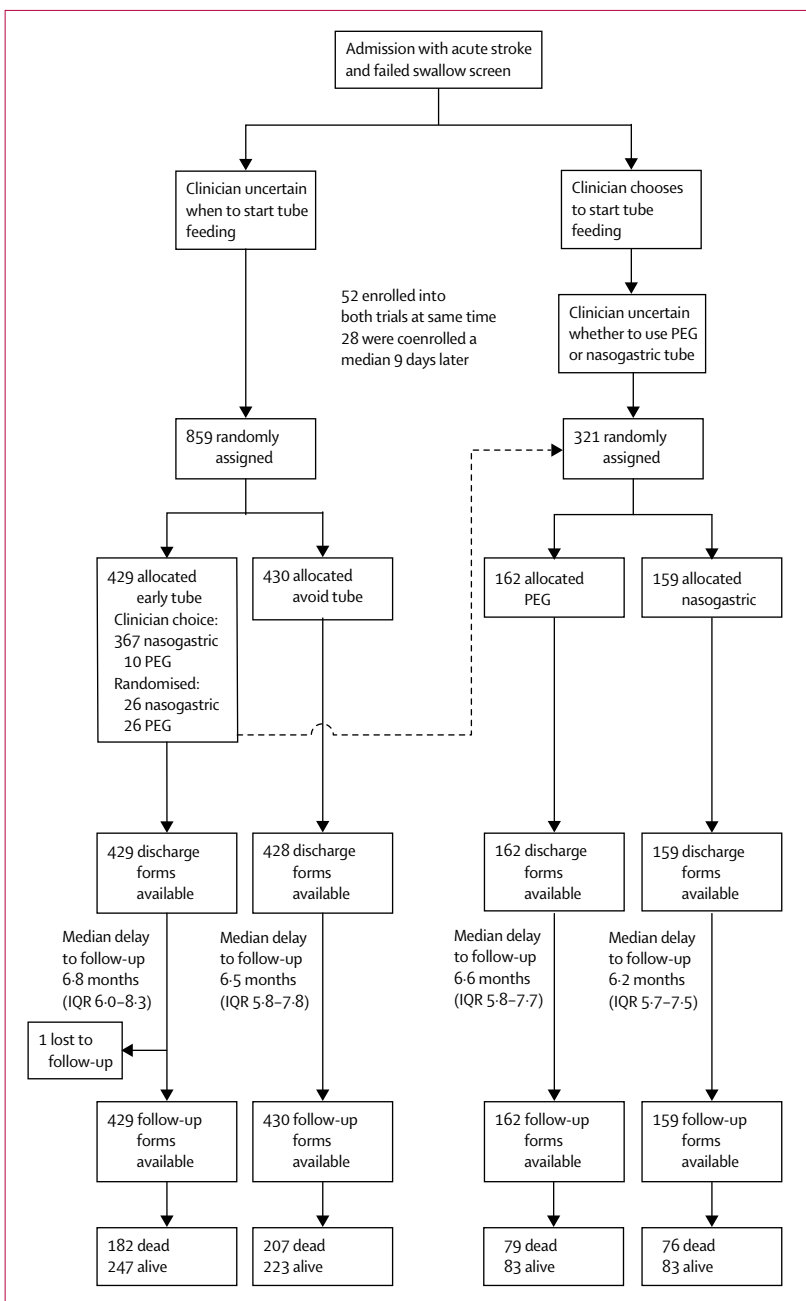 Admission with acute stroke
and failed swallow screen
Clinician uncertain
when to start tube
feeding
Clinician chooses
to start tube
feeding
52 enrolled into
both trials at same time
28 were coenrolled a
median 9 days later
Clinician uncertain
whether to use PEG
or nasogastric tube
859 randomly
assigned
321 randomly
assigned
429 allocated
early tube
Clinician choice:
367 nasogastric
10 PEG
Randomised:
26 nasogastric
26 PEG
430 allocated
avoid tube
162 allocated
PEG
159 allocated
nasogastric
429 discharge
forms
available
428 discharge
forms
available
162 discharge
forms
available
159 discharge
forms
available
Median delay
to follow-up
6·8 months
(IQR 6·0–8·3)
Median delay
to follow-up
6·5 months
(IQR 5·8–7·8)
Median delay
to follow-up
6·6 months
(IQR 5·8–7·7)
Median delay
to follow-up
6·2 months
(IQR 5·7–7·5)
1 lost to
follow-up
429 follow-up
forms
available
430 follow-up
forms
available
162 follow-up
forms
available
159 follow-up
forms
available
182 dead
247 alive
207 dead
223 alive
79 dead
83 alive
76 dead
83 alive